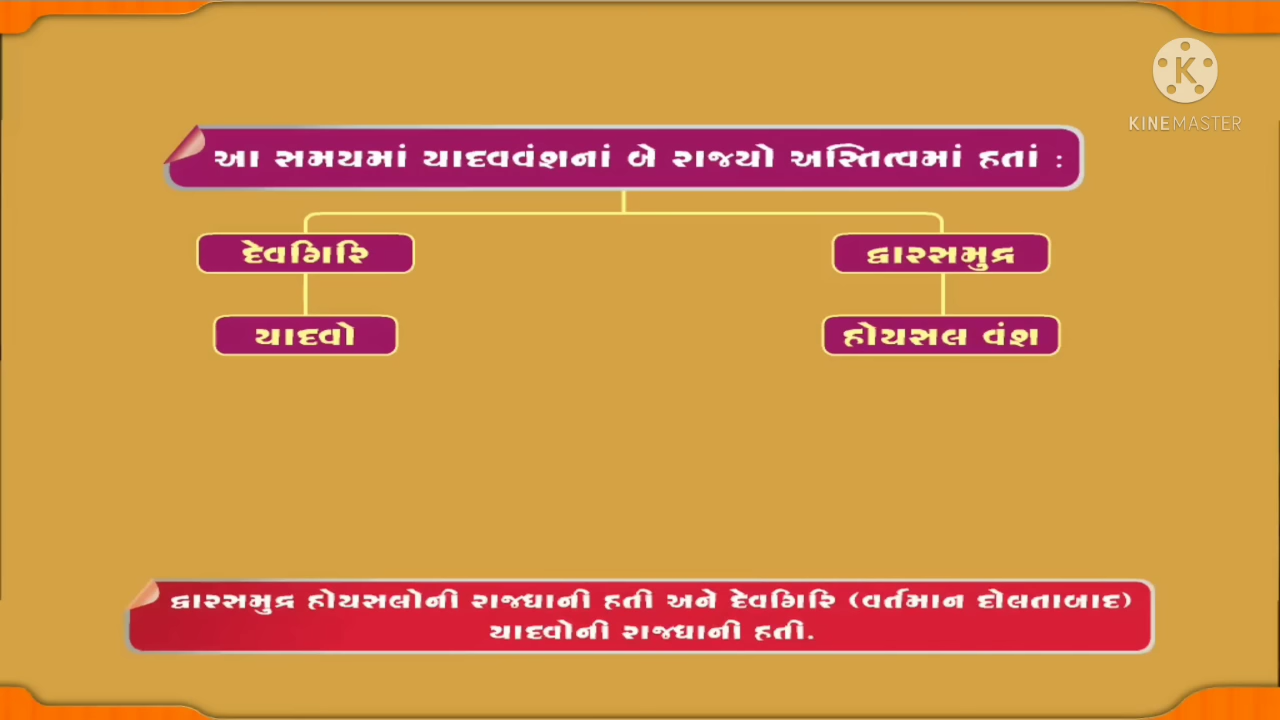 K
KINEMASTER
આ સમયમાં યાદવવંશનાં બે રાજ્યો અસ્તિત્વમાં હતાં :
દેવગિરિ
દ્વારસમુદ્ર
યાદવો
હોયસલ વંશ
દ્વારસમુદ્ર હોયસલોની રાજધાની હતી અને દેવગિરિ (વર્તમાન દોલતાબાદ)
યાદવોની રાજધાની હતી.